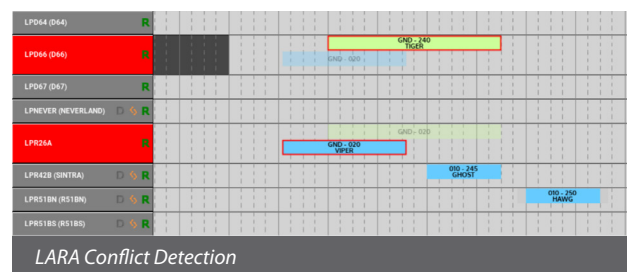 LPD64 (D64) R
GND - 240
TIGER
LPD66 (D66) R
GND - 020
LPD67 (D67) R
LPNEVER (NEVERLAND) D R
GND - 020
LPR26A R
GND - 020
VIPER
LPR42B (SINTRA) D R
010 - 245
GHOST
LPR51BN (R51BN) D R
010 - 250
HAWG
LPR51BS (R51BS) D R
LARA Conflict Detection